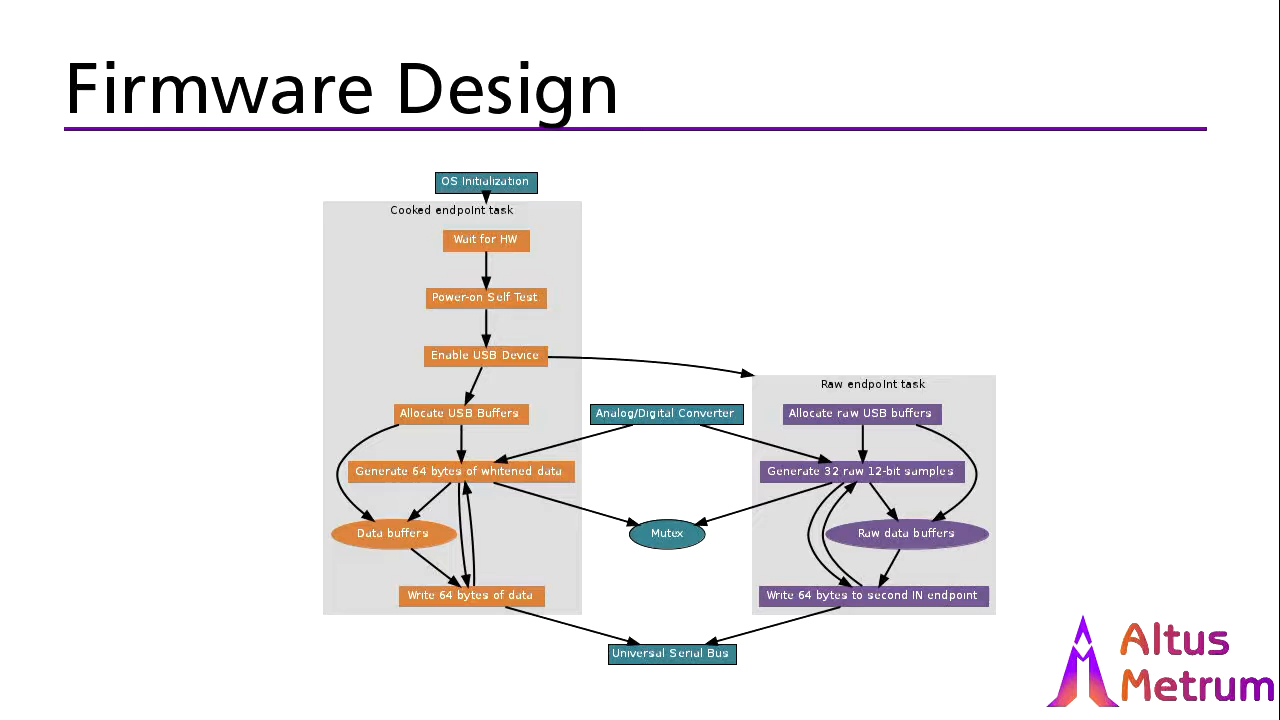 Firmware Design
OS Initialization
Cooked endpoint task
Wait for HW
Power-on Self Test
Enable USB Device
Raw endpoint task
Allocate USB Buffers
Analog/Digital Converter
Allocate raw USB buffers
Generate 64 bytes of whitened data
Generate 32 raw 12-bit samples
Data buffers
Mutex
Raw data buffers
Write 64 bytes of data
Write 64 bytes to second IN endpoint
Universal Serial Bus
Altus
Metrum